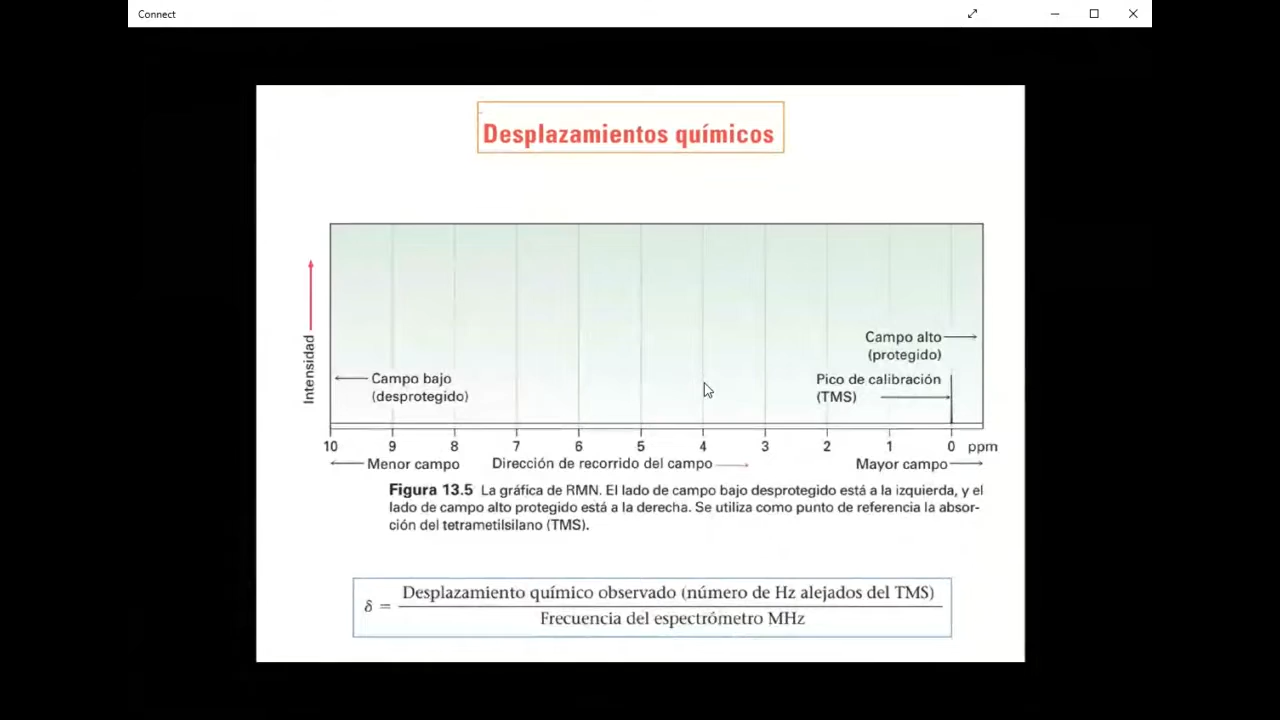 Connect
Desplazamientos químicos
Intensidad
Campo alto
(protegido)
Campo bajo
(desprotegido)
Pico de calibración
(TMS)
10 9 8 7 6 5 4 3 2 1 0 ppm
Menor campo Dirección de recorrido del campo Mayor campo
Figura 13.5 La gráfica de RMN. El lado de campo bajo desprotegido está a la izquierda, y el
lado de campo alto protegido está a la derecha. Se utiliza como punto de referencia la absor-
ción del tetrametilsilano (TMS).
Desplazamiento químico observado (número de Hz alejados del TMS)
δ =
Frecuencia del espectrómetro MHz